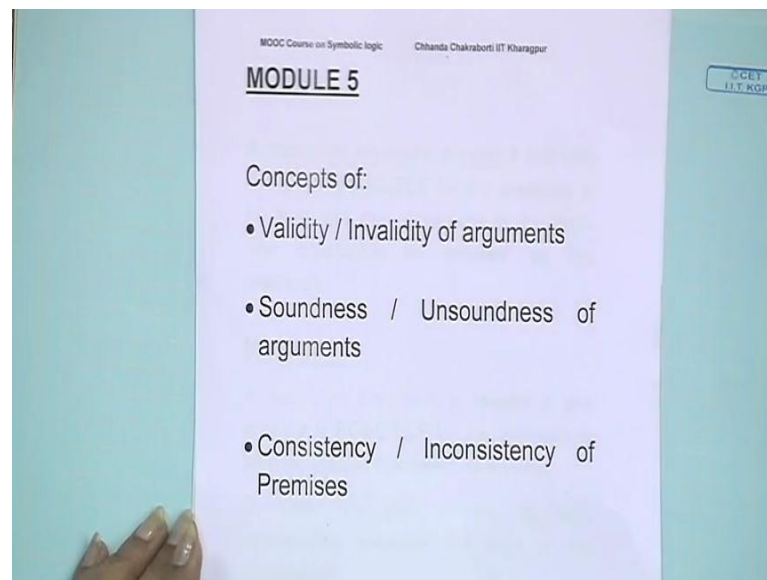 MOOC Course on Symbolic logic Chhanda Chakraborti IIT Kharagpur
MODULE 5
CCET
I.I.T. KGP
Concepts of:
• Validity / Invalidity of arguments
• Soundness / Unsoundness of
arguments
• Consistency / Inconsistency of
Premises